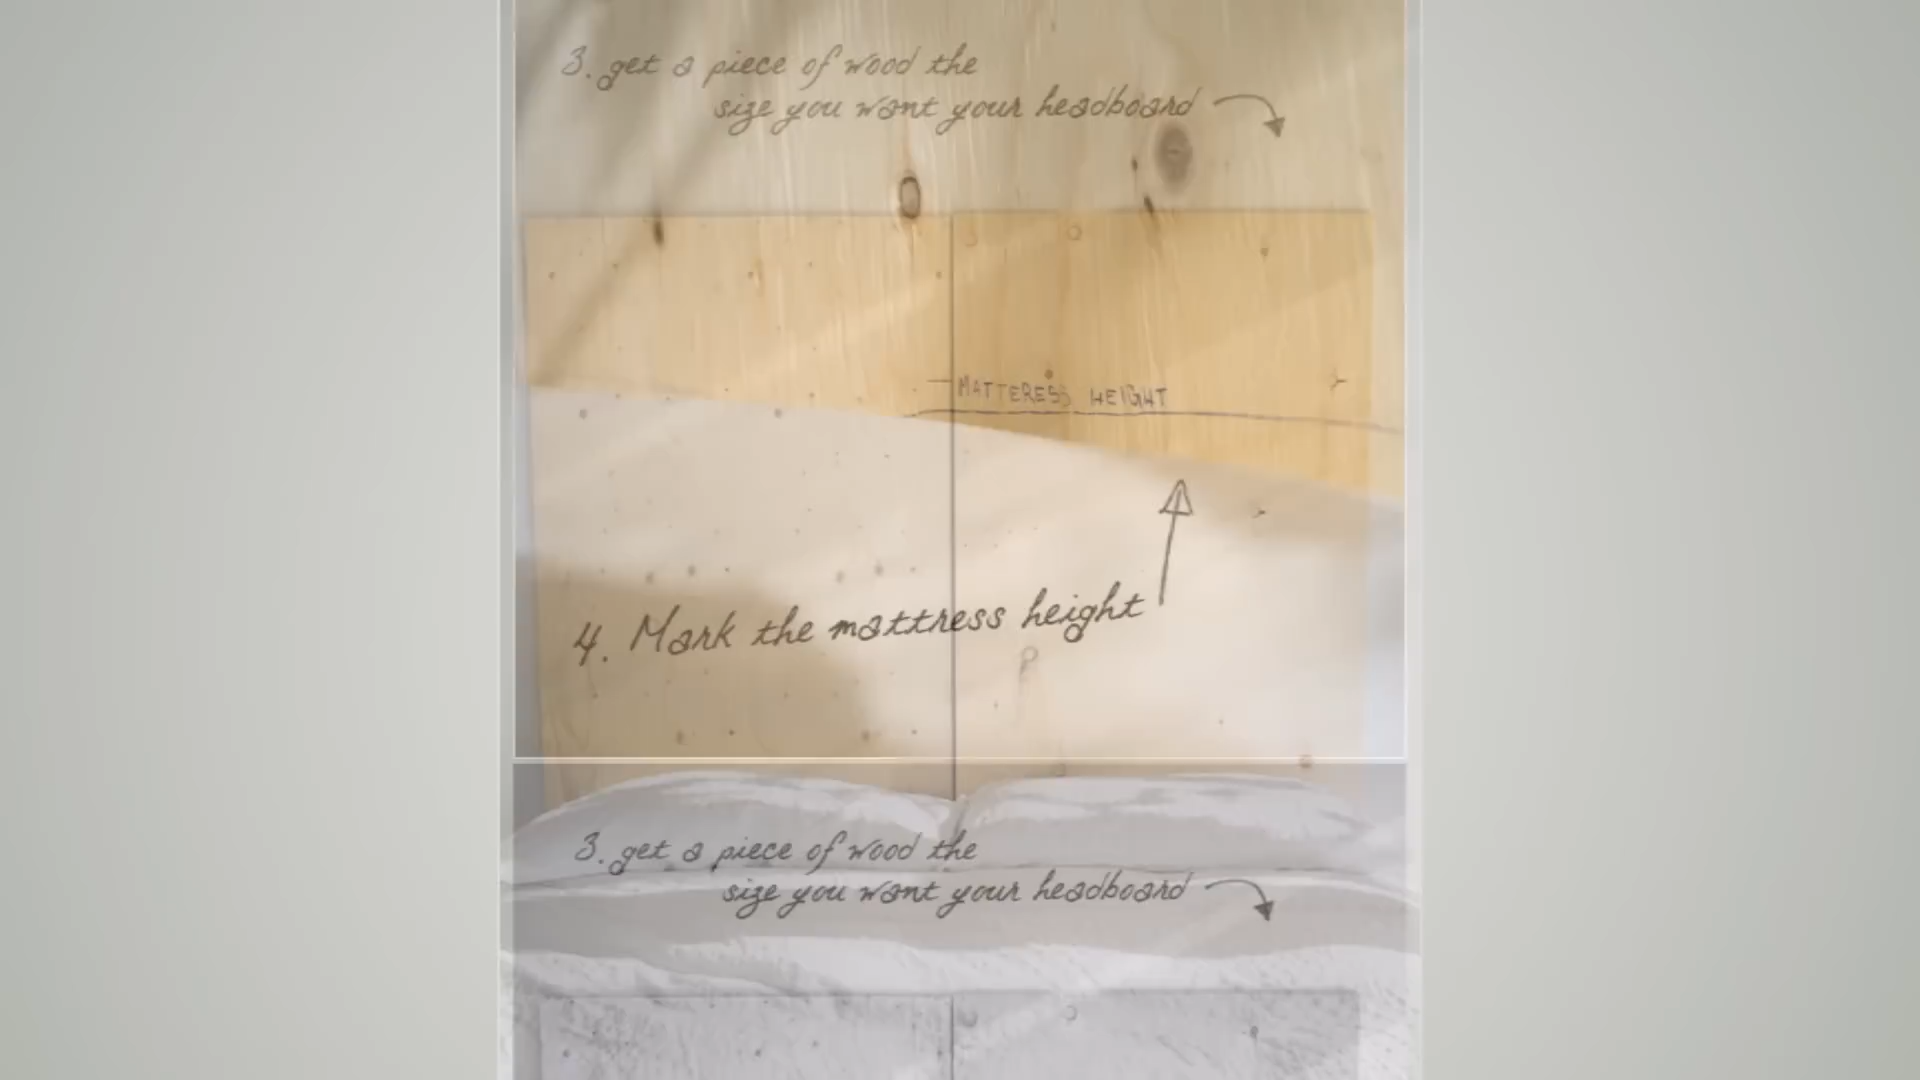 3. get a piece of wood the
size you want your headboard
MATTERESS HEIGHT
4. Mark the mattress height
3. get a piece of wood the
size you want your headboard